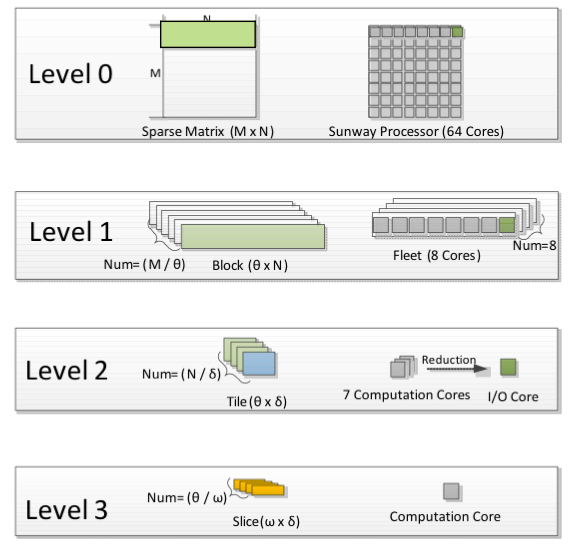 N
Level 0
M
Sparse Matrix (M x N)
Sunway Processor (64 Cores)
Level 1
Num= (M / θ)
Block (θ x N)
Fleet (8 Cores)
Num=8
Level 2
Num= (N / δ)
Tile (θ x δ)
Reduction
7 Computation Cores
I/O Core
Level 3
Num= (θ / ω)
Slice(ω x δ)
Computation Core